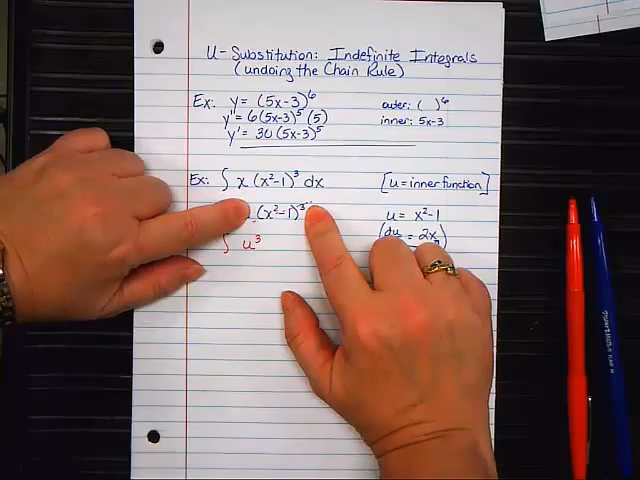 U-Substitution: Indefinite Integrals
(undoing the Chain Rule)
Ex: y = (5x-3)⁶
outer: ( )⁶
y' = 6(5x-3)⁵ (5)
inner: 5x-3
y' = 30(5x-3)⁵
Ex: ∫ x (x²-1)³ dx
[u = inner function]
(x²-1)³
u = x²-1
∫ u³
(du = 2x